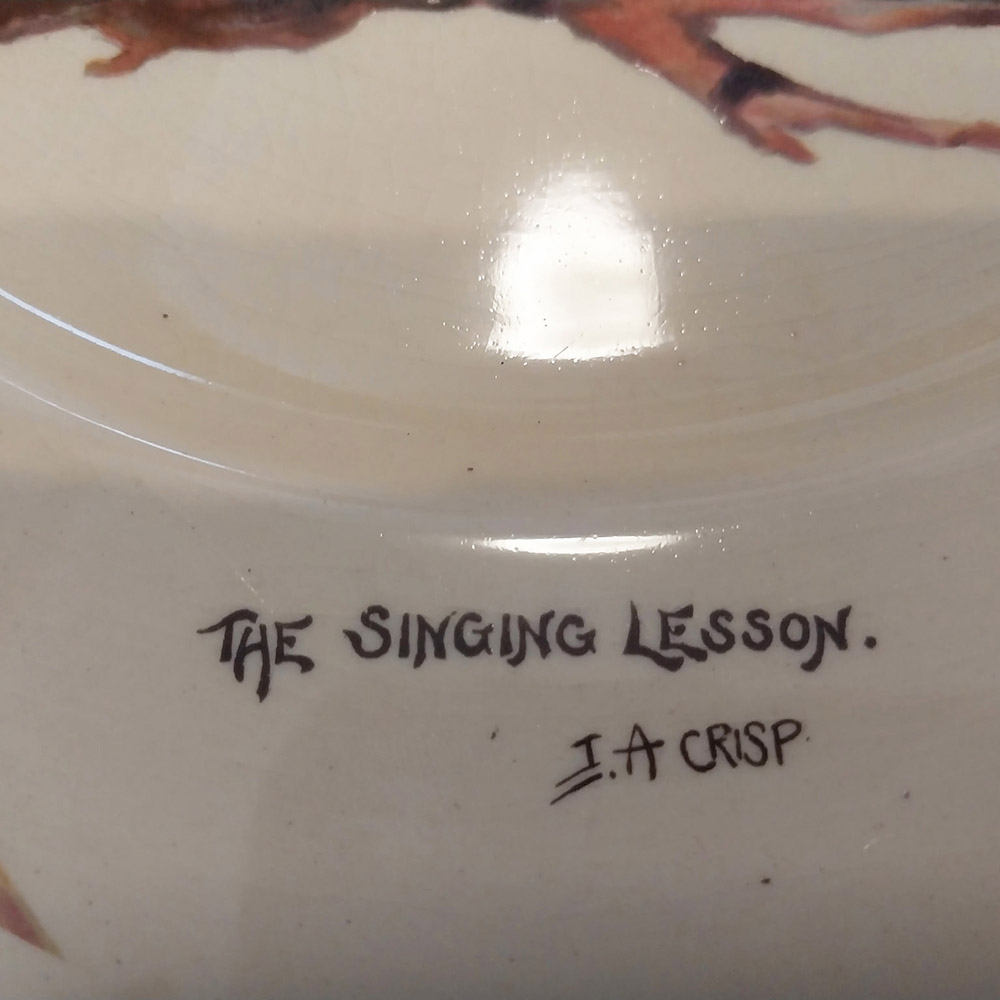 THE SINGING LESSON.
I.A CRISP.